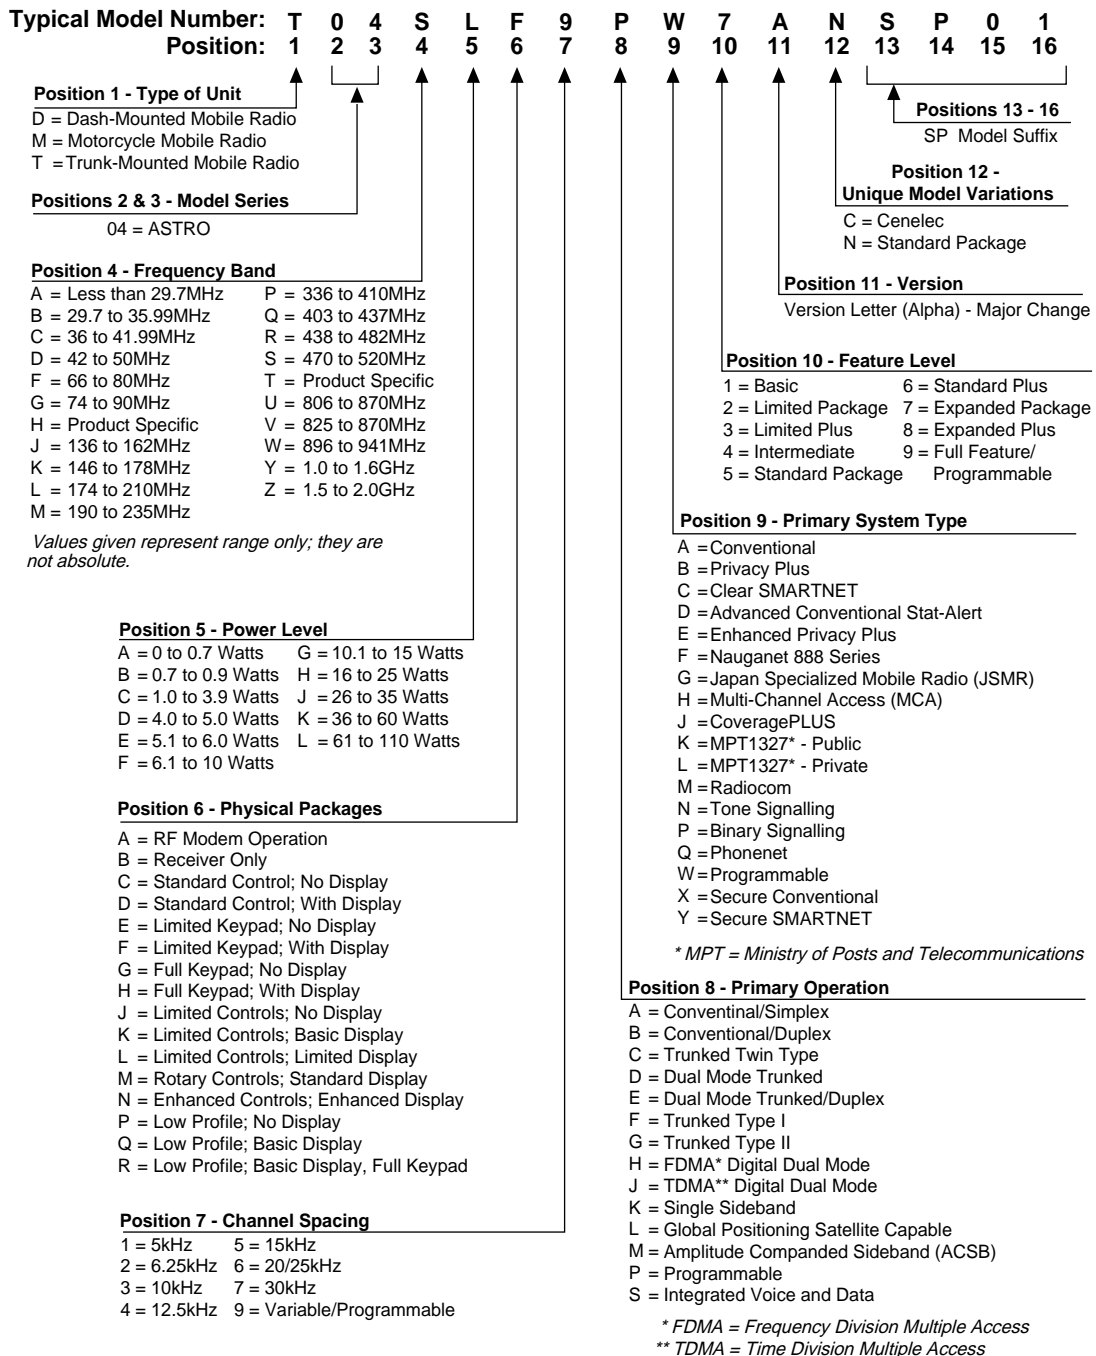 Typical Model Number: T 0 4 S L F 9 P W 7 A N S P 0 1
Position: 1 2 3 4 5 6 7 8 9 10 11 12 13 14 15 16
Position 1 - Type of Unit
D = Dash-Mounted Mobile Radio
M = Motorcycle Mobile Radio
T = Trunk-Mounted Mobile Radio
Positions 2 & 3 - Model Series
04 = ASTRO
Position 4 - Frequency Band
A = Less than 29.7MHz
B = 29.7 to 35.99MHz
C = 36 to 41.99MHz
D = 42 to 50MHz
F = 66 to 80MHz
G = 74 to 90MHz
H = Product Specific
J = 136 to 162MHz
K = 146 to 178MHz
L = 174 to 210MHz
M = 190 to 235MHz
P = 336 to 410MHz
Q = 403 to 437MHz
R = 438 to 482MHz
S = 470 to 520MHz
T = Product Specific
U = 806 to 870MHz
V = 825 to 870MHz
W = 896 to 941MHz
Y = 1.0 to 1.6GHz
Z = 1.5 to 2.0GHz
Values given represent range only; they are
not absolute.
Position 5 - Power Level
A = 0 to 0.7 Watts
B = 0.7 to 0.9 Watts
C = 1.0 to 3.9 Watts
D = 4.0 to 5.0 Watts
E = 5.1 to 6.0 Watts
F = 6.1 to 10 Watts
G = 10.1 to 15 Watts
H = 16 to 25 Watts
J = 26 to 35 Watts
K = 36 to 60 Watts
L = 61 to 110 Watts
Position 6 - Physical Packages
A = RF Modem Operation
B = Receiver Only
C = Standard Control; No Display
D = Standard Control; With Display
E = Limited Keypad; No Display
F = Limited Keypad; With Display
G = Full Keypad; No Display
H = Full Keypad; With Display
J = Limited Controls; No Display
K = Limited Controls; Basic Display
L = Limited Controls; Limited Display
M = Rotary Controls; Standard Display
N = Enhanced Controls; Enhanced Display
P = Low Profile; No Display
Q = Low Profile; Basic Display
R = Low Profile; Basic Display, Full Keypad
Position 7 - Channel Spacing
1 = 5kHz
2 = 6.25kHz
3 = 10kHz
4 = 12.5kHz
5 = 15kHz
6 = 20/25kHz
7 = 30kHz
9 = Variable/Programmable
Positions 13 - 16
SP Model Suffix
Position 12 -
Unique Model Variations
C = Cenelec
N = Standard Package
Position 11 - Version
Version Letter (Alpha) - Major Change
Position 10 - Feature Level
1 = Basic
2 = Limited Package
3 = Limited Plus
4 = Intermediate
5 = Standard Package
6 = Standard Plus
7 = Expanded Package
8 = Expanded Plus
9 = Full Feature/
Programmable
Position 9 - Primary System Type
A = Conventional
B = Privacy Plus
C = Clear SMARTNET
D = Advanced Conventional Stat-Alert
E = Enhanced Privacy Plus
F = Nauganet 888 Series
G = Japan Specialized Mobile Radio (JSMR)
H = Multi-Channel Access (MCA)
J = CoveragePLUS
K = MPT1327* - Public
L = MPT1327* - Private
M = Radiocom
N = Tone Signalling
P = Binary Signalling
Q = Phonenet
W = Programmable
X = Secure Conventional
Y = Secure SMARTNET
* MPT = Ministry of Posts and Telecommunications
Position 8 - Primary Operation
A = Conventinal/Simplex
B = Conventional/Duplex
C = Trunked Twin Type
D = Dual Mode Trunked
E = Dual Mode Trunked/Duplex
F = Trunked Type I
G = Trunked Type II
H = FDMA* Digital Dual Mode
J = TDMA** Digital Dual Mode
K = Single Sideband
L = Global Positioning Satellite Capable
M = Amplitude Companded Sideband (ACSB)
P = Programmable
S = Integrated Voice and Data
* FDMA = Frequency Division Multiple Access
** TDMA = Time Division Multiple Access